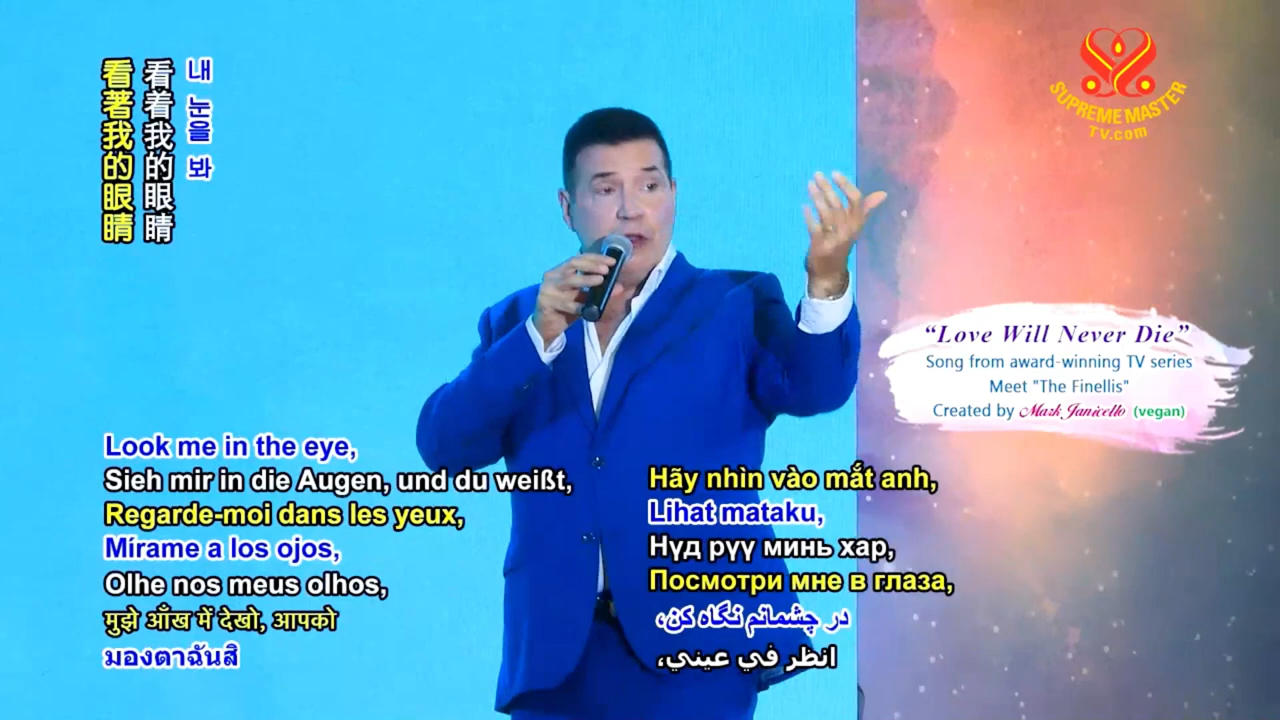 看著我的眼睛
看着我的眼睛
내 눈을 봐
SUPREME MASTER
TV.com
“Love Will Never Die”
Song from award-winning TV series
Meet "The Finellis"
Created by Mark Janicello (vegan)
Look me in the eye,
Sieh mir in die Augen, und du weißt,
Regarde-moi dans les yeux,
Mírame a los ojos,
Olhe nos meus olhos,
मुझे आँख में देखो, आपको
มองตาฉันสิ
Hãy nhìn vào mắt anh,
Lihat mataku,
Нүд рүү минь хар,
Посмотри мне в глаза,
در چشمانم نگاه کن،
انظر في عيني،